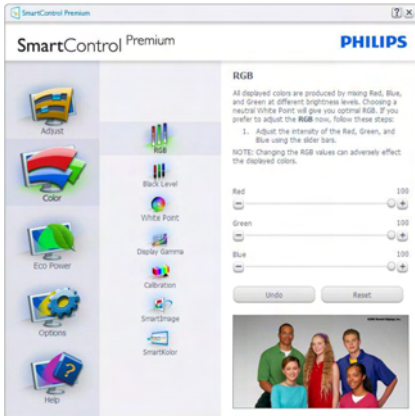 SmartControl Premium
SmartControl Premium
PHILIPS
Adjust
Color
Eco Power
Options
Help
RGB
Black Level
White Point
Display Gamma
Calibration
SmartImage
SmartKolor
RGB
All displayed colors are produced by mixing Red, Blue,
and Green at different brightness levels. Choosing a
neutral White Point will give you optimal RGB. If you
prefer to adjust the RGB now, follow these steps:
1. Adjust the intensity of the Red, Green, and
Blue using the slider bars.
NOTE: Changing the RGB values can adversely effect
the displayed colors.
Red 100
Green 100
Blue 100
Undo Reset